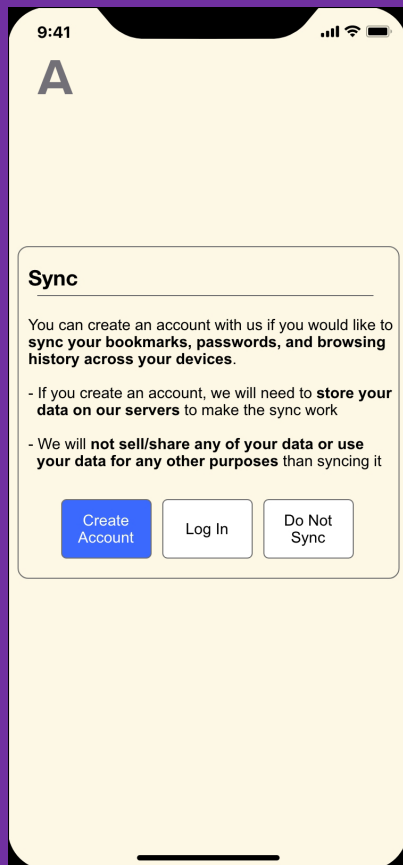 9:41
A
Sync
You can create an account with us if you would like to
sync your bookmarks, passwords, and browsing
history across your devices.
- If you create an account, we will need to store your
data on our servers to make the sync work
- We will not sell/share any of your data or use
your data for any other purposes than syncing it
Create
Account
Log In
Do Not
Sync